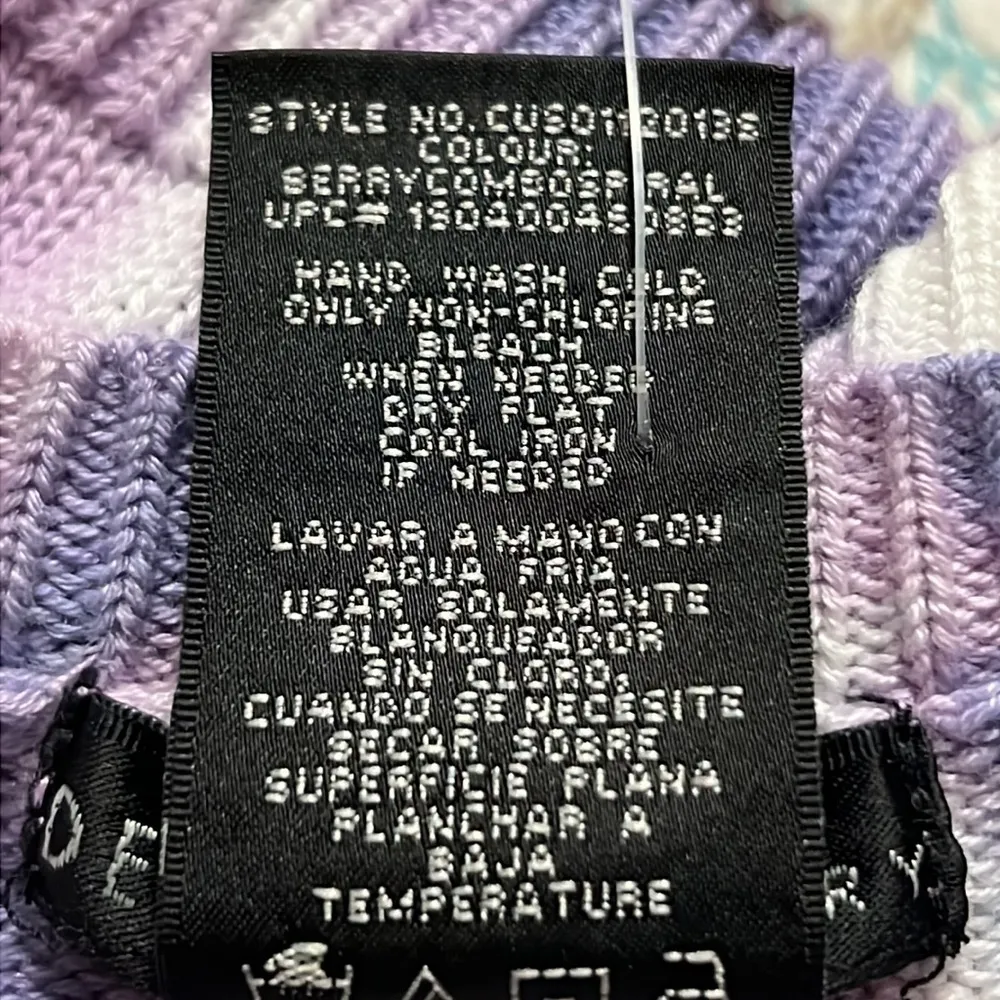 STYLE NO.
COLOUR:
BERRYCOMBOSPIRAL
UPC#
HAND WASH COLD
ONLY NON-CHLORINE
BLEACH
WHEN NEEDED
DRY FLAT
COOL IRON
IF NEEDED
LAVAR A MANO CON
AGUA FRIA.
USAR SOLAMENTE
BLANQUEADOR
SIN CLORO,
CUANDO SE NECESITE
SECAR SOBRE
SUPERFICIE PLANA
PLANCHAR A
BAJA
TEMPERATURE